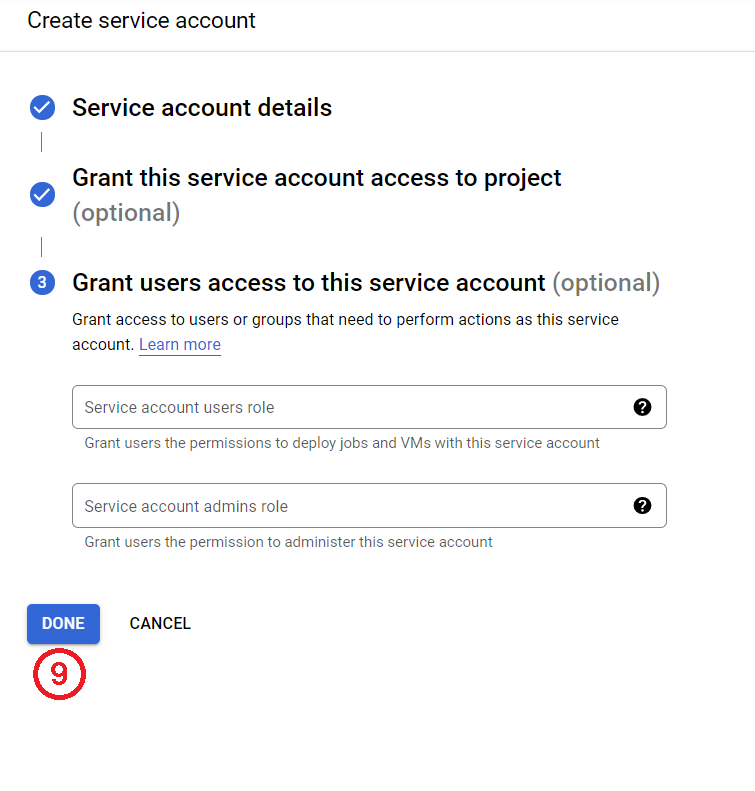 Create service account
Service account details
Grant this service account access to project
(optional)
3
Grant users access to this service account (optional)
Grant access to users or groups that need to perform actions as this service
account. Learn more
Service account users role ?
Grant users the permissions to deploy jobs and VMs with this service account
Service account admins role ?
Grant users the permission to administer this service account
DONE CANCEL
9